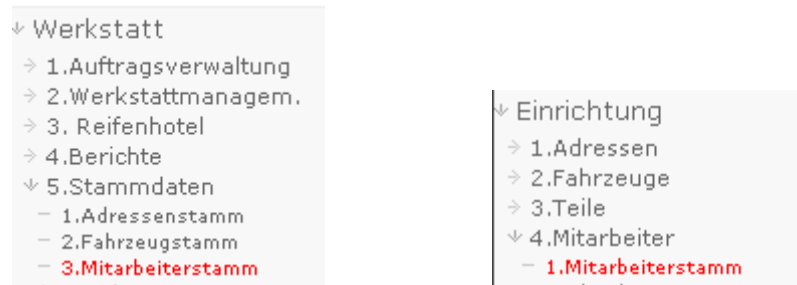 Werkstatt
1.Auftragsverwaltung
2.Werkstattmanagem.
3. Reifenhotel
4.Berichte
5.Stammdaten
1.Adressenstamm
2.Fahrzeugstamm
3.Mitarbeiterstamm
Einrichtung
1.Adressen
2.Fahrzeuge
3.Teile
4.Mitarbeiter
1.Mitarbeiterstamm